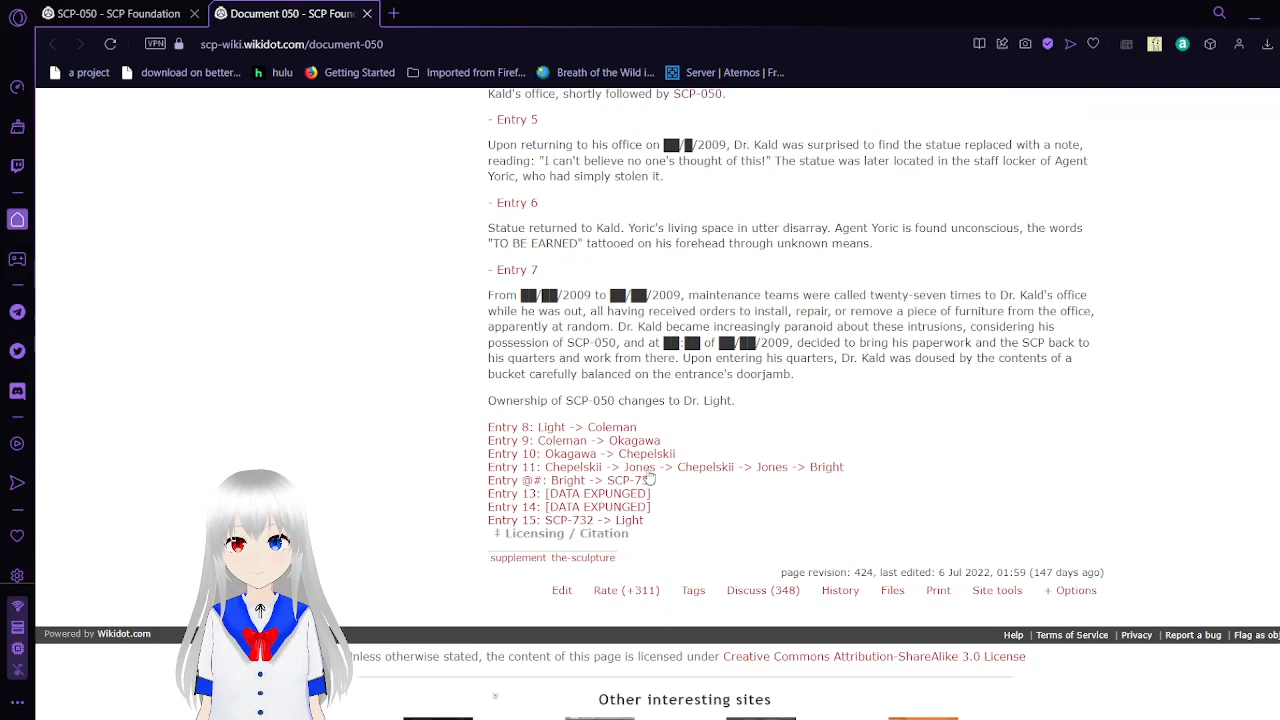 SCP-050 - SCP Foundation
Document 050 - SCP Foun
VPN
scp-wiki.wikidot.com/document-050
a project
download on better...
hulu
Getting Started
Imported from Firef...
Breath of the Wild i...
Server | Aternos | Fr...
Kald's office, shortly followed by SCP-050.
- Entry 5
Upon returning to his office on ██/█/2009, Dr. Kald was surprised to find the statue replaced with a note,
reading: "I can't believe no one's thought of this!" The statue was later located in the staff locker of Agent
Yoric, who had simply stolen it.
- Entry 6
Statue returned to Kald. Yoric's living space in utter disarray. Agent Yoric is found unconscious, the words
"TO BE EARNED" tattooed on his forehead through unknown means.
- Entry 7
From ██/██/2009 to ██/██/2009, maintenance teams were called twenty-seven times to Dr. Kald's office
while he was out, all having received orders to install, repair, or remove a piece of furniture from the office,
apparently at random. Dr. Kald became increasingly paranoid about these intrusions, considering his
possession of SCP-050, and at ██:██ of ██/██/2009, decided to bring his paperwork and the SCP back to
his quarters and work from there. Upon entering his quarters, Dr. Kald was doused by the contents of a
bucket carefully balanced on the entrance's doorjamb.
Ownership of SCP-050 changes to Dr. Light.
Entry 8: Light -> Coleman
Entry 9: Coleman -> Okagawa
Entry 10: Okagawa -> Chepelskii
Entry 11: Chepelskii -> Jones -> Chepelskii -> Jones -> Bright
Entry @#: Bright ->
Entry 13: [DATA EXPUNGED]
Entry 14: [DATA EXPUNGED]
Entry 15: SCP-732 -> Light
‡ Licensing / Citation
supplement the-sculpture
page revision: 424, last edited: 6 Jul 2022, 01:59 (147 days ago)
Edit Rate (+311) Tags Discuss (348) History Files Print Site tools + Options
Powered by Wikidot.com
Help | Terms of Service | Privacy | Report a bug | Flag as obj
Unless otherwise stated, the content of this page is licensed under Creative Commons Attribution-ShareAlike 3.0 License
Other interesting sites